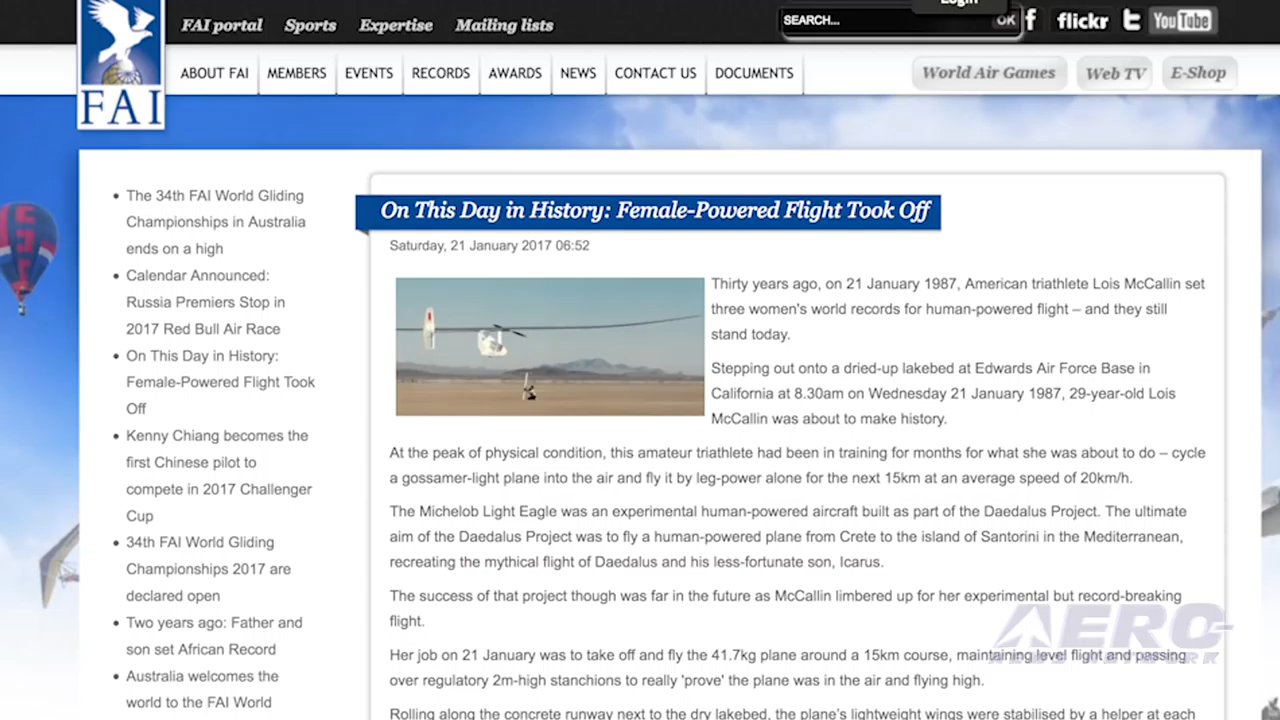 FAI portal Sports Expertise Mailing lists
SEARCH... OK
Login
f flickr t YouTube
FAI
ABOUT FAI MEMBERS EVENTS RECORDS AWARDS NEWS CONTACT US DOCUMENTS
World Air Games Web TV E-Shop
The 34th FAI World Gliding
Championships in Australia
ends on a high
Calendar Announced:
Russia Premiers Stop in
2017 Red Bull Air Race
On This Day in History:
Female-Powered Flight Took
Off
Kenny Chiang becomes the
first Chinese pilot to
compete in 2017 Challenger
Cup
34th FAI World Gliding
Championships 2017 are
declared open
Two years ago: Father and
son set African Record
Australia welcomes the
world to the FAI World
On This Day in History: Female-Powered Flight Took Off
Saturday, 21 January 2017 06:52
Thirty years ago, on 21 January 1987, American triathlete Lois McCallin set
three women's world records for human-powered flight – and they still
stand today.
Stepping out onto a dried-up lakebed at Edwards Air Force Base in
California at 8.30am on Wednesday 21 January 1987, 29-year-old Lois
McCallin was about to make history.
At the peak of physical condition, this amateur triathlete had been in training for months for what she was about to do – cycle
a gossamer-light plane into the air and fly it by leg-power alone for the next 15km at an average speed of 20km/h.
The Michelob Light Eagle was an experimental human-powered aircraft built as part of the Daedalus Project. The ultimate
aim of the Daedalus Project was to fly a human-powered plane from Crete to the island of Santorini in the Mediterranean,
recreating the mythical flight of Daedalus and his less-fortunate son, Icarus.
The success of that project though was far in the future as McCallin limbered up for her experimental but record-breaking
flight.
Her job on 21 January was to take off and fly the 41.7kg plane around a 15km course, maintaining level flight and passing
over regulatory 2m-high stanchions to really 'prove' the plane was in the air and flying high.
Rolling along the concrete runway next to the dry lakebed, the plane's lightweight wings were stabilised by a helper at each
AERO
NEWS NETWORK